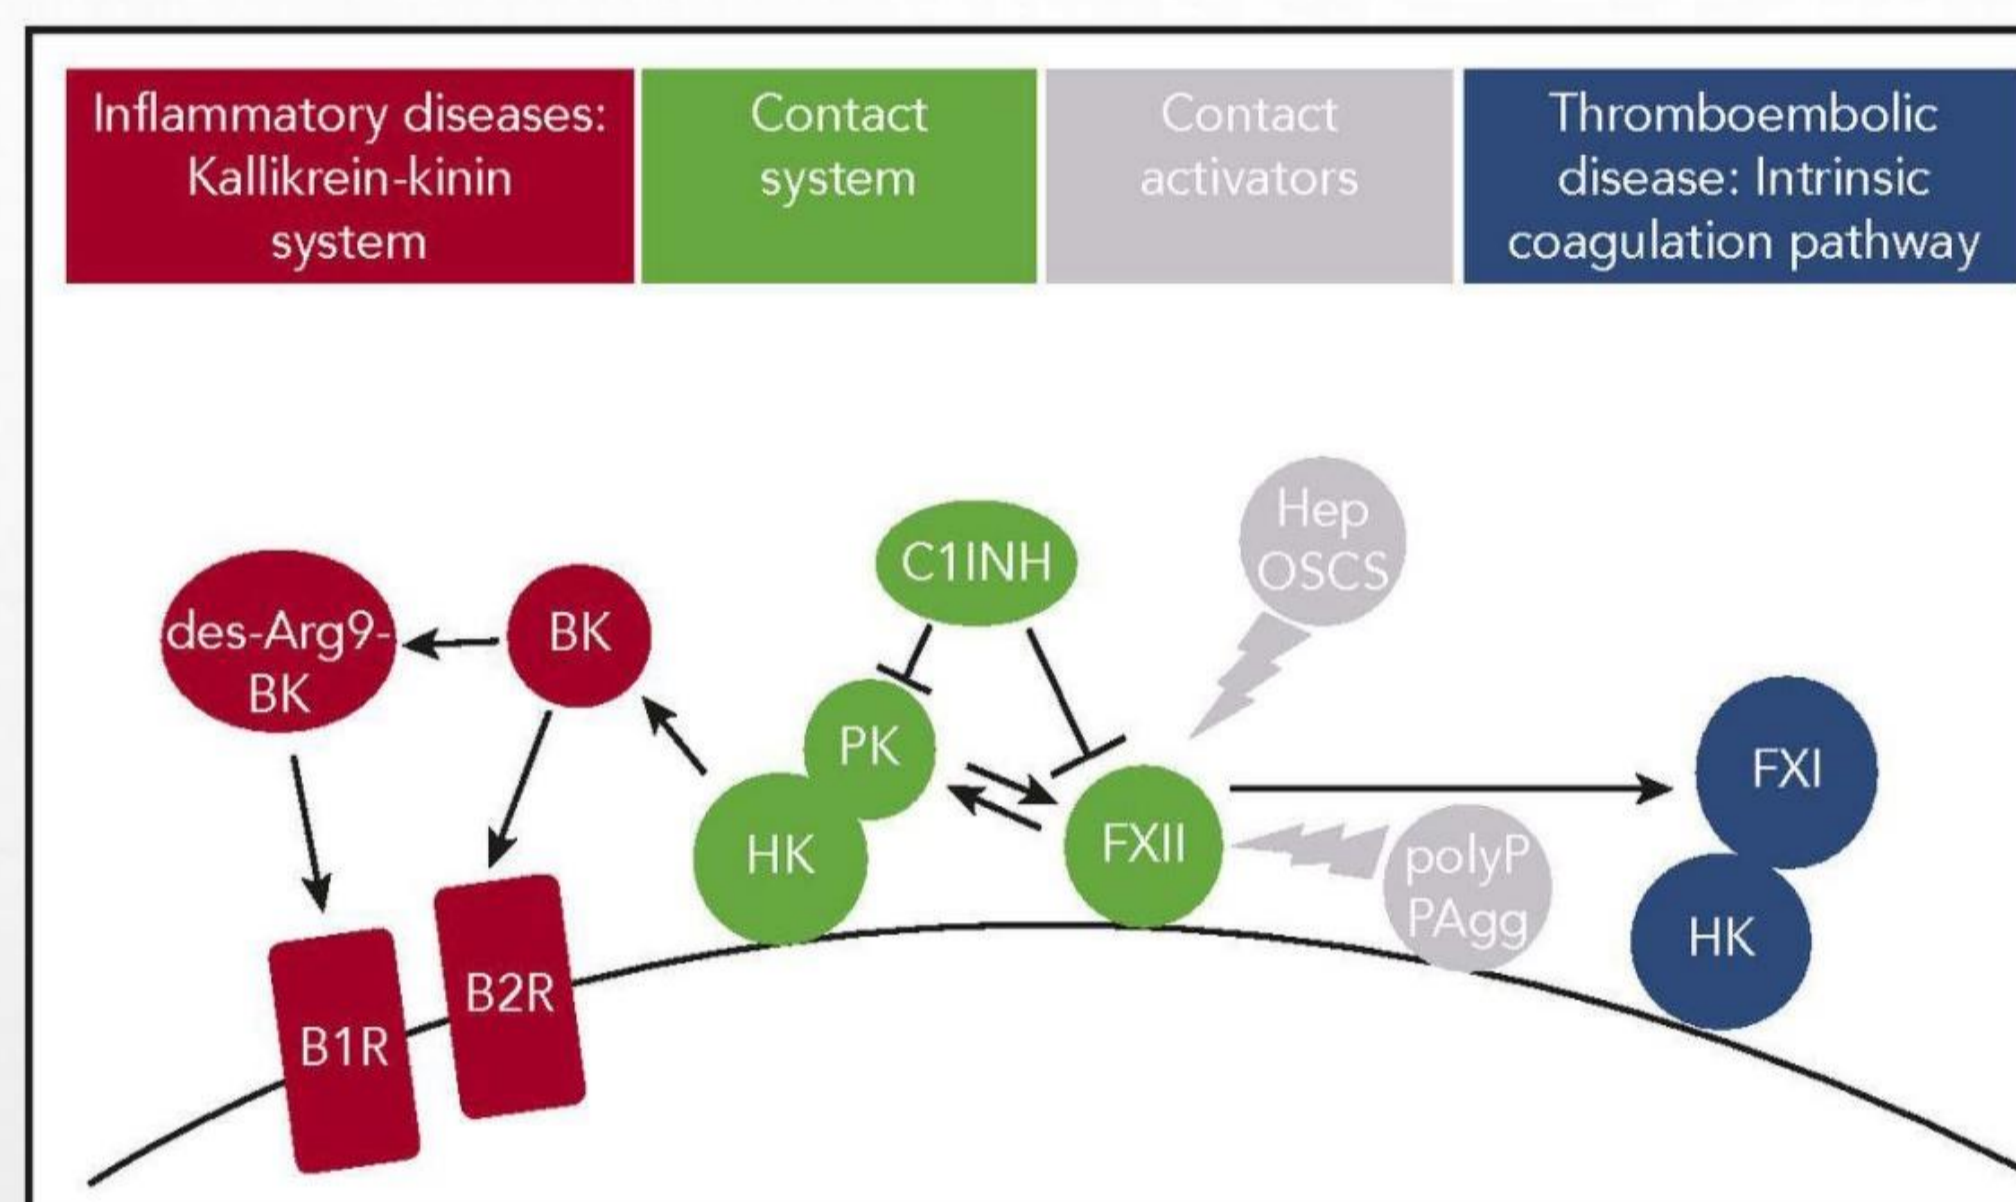 Inflammatory diseases:
Kallikrein-kinin
system
Contact
system
Contact
activators
Thromboembolic
disease: Intrinsic
coagulation pathway
Hep
OSCS
C1INH
des-Arg9-
BK
BK
PK
HK
FXII
FXI
polyP
PAgg
HK
B2R
B1R